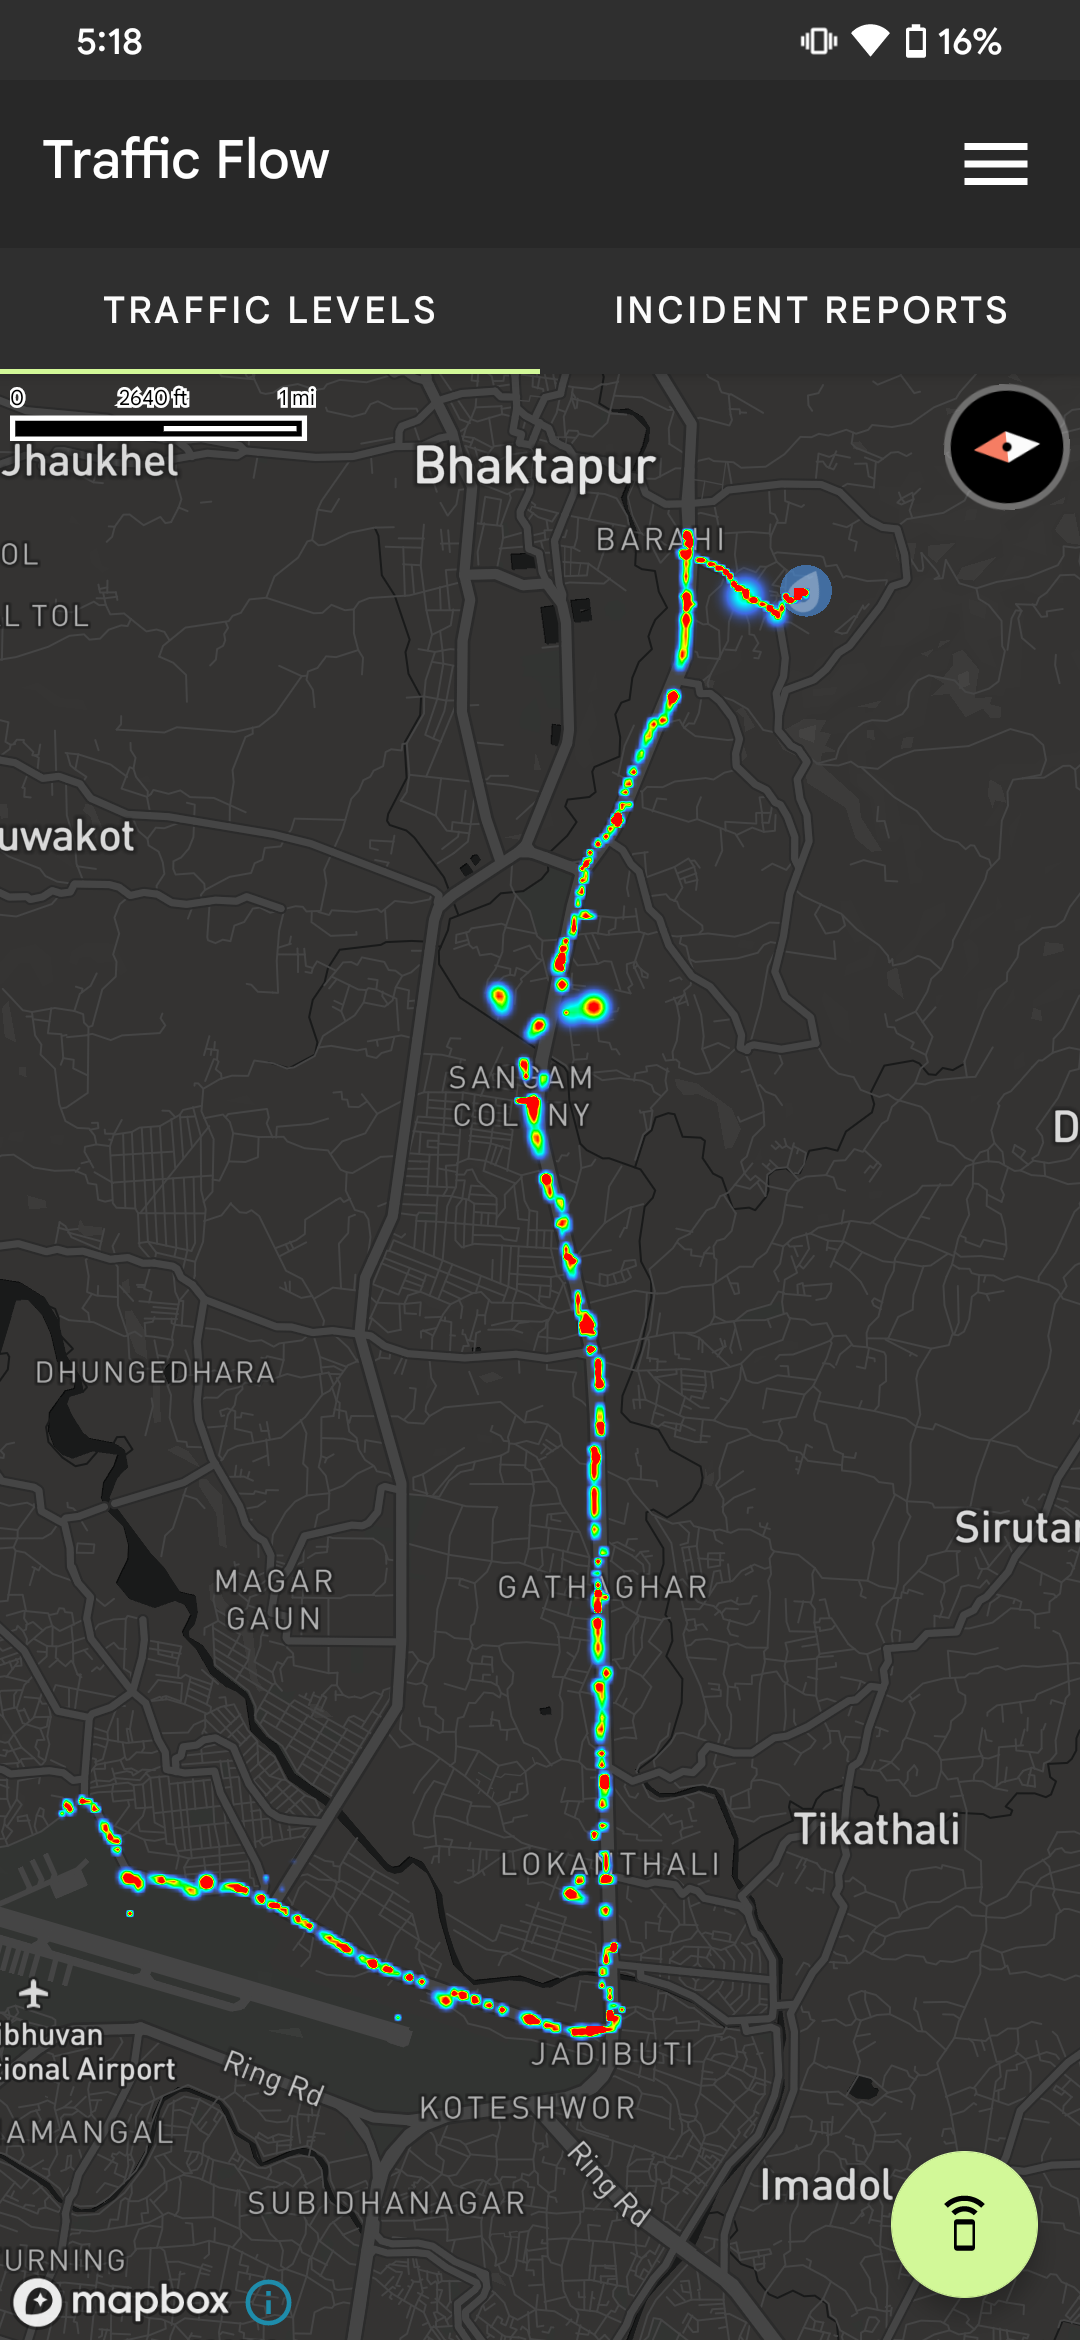 5:18
16%
Traffic Flow
TRAFFIC LEVELS
INCIDENT REPORTS
0 2640 ft 1 mi
Jhaukhel
Bhaktapur
BARAHI
OL
L TOL
uwakot
SANGAM
COLONY
D
DHUNGEDHARA
Sirutar
MAGAR
GAUN
GATHAGHAR
Tikathali
LOKANTHALI
ibhuvan
tional Airport
JADIBUTI
Ring Rd
KOTESHWOR
AMANGAL
Ring Rd
Imadol
SUBIDHANAGAR
URNING
mapbox